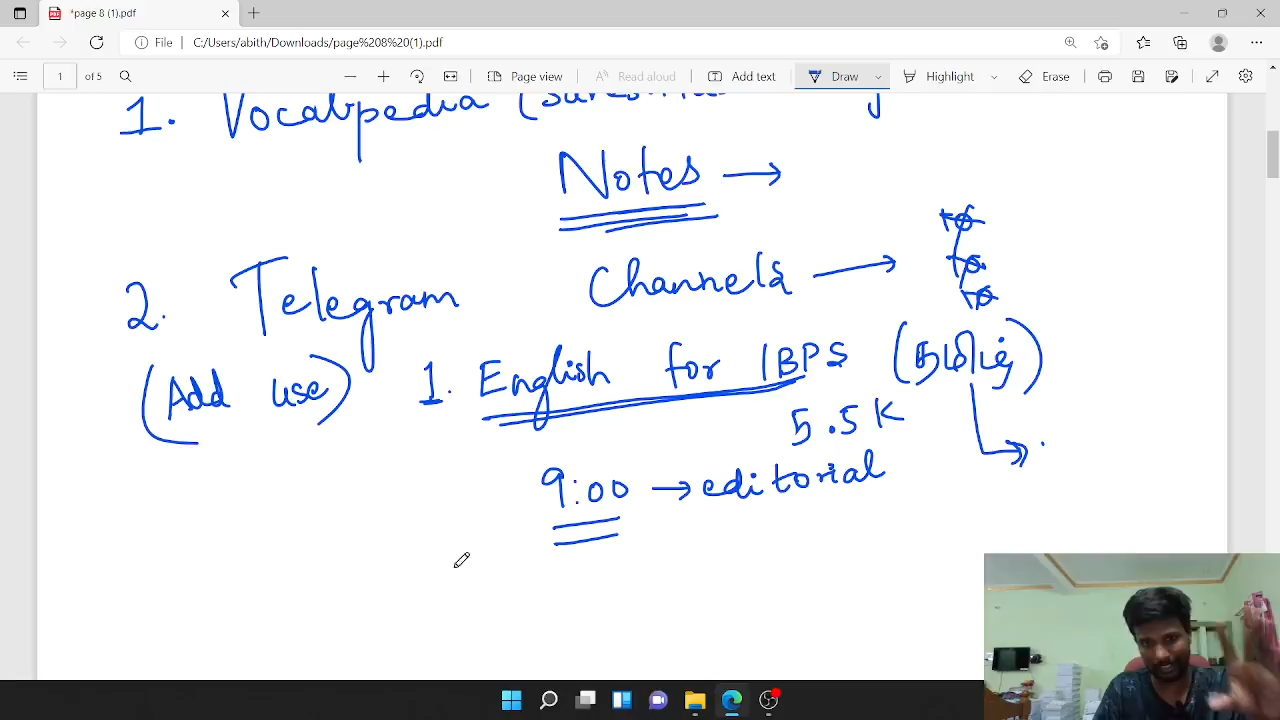 *page 8 (1).pdf
File C:/Users/abith/Downloads/page%208%20(1).pdf
1 of 5 Page view Read aloud Add text Draw Highlight Erase
1. Vocabpedia (
Notes →
2. Telegram Channels →
(Add use) 1. English for IBPS (தமிழ்)
5.5 K
9:00 → editorial